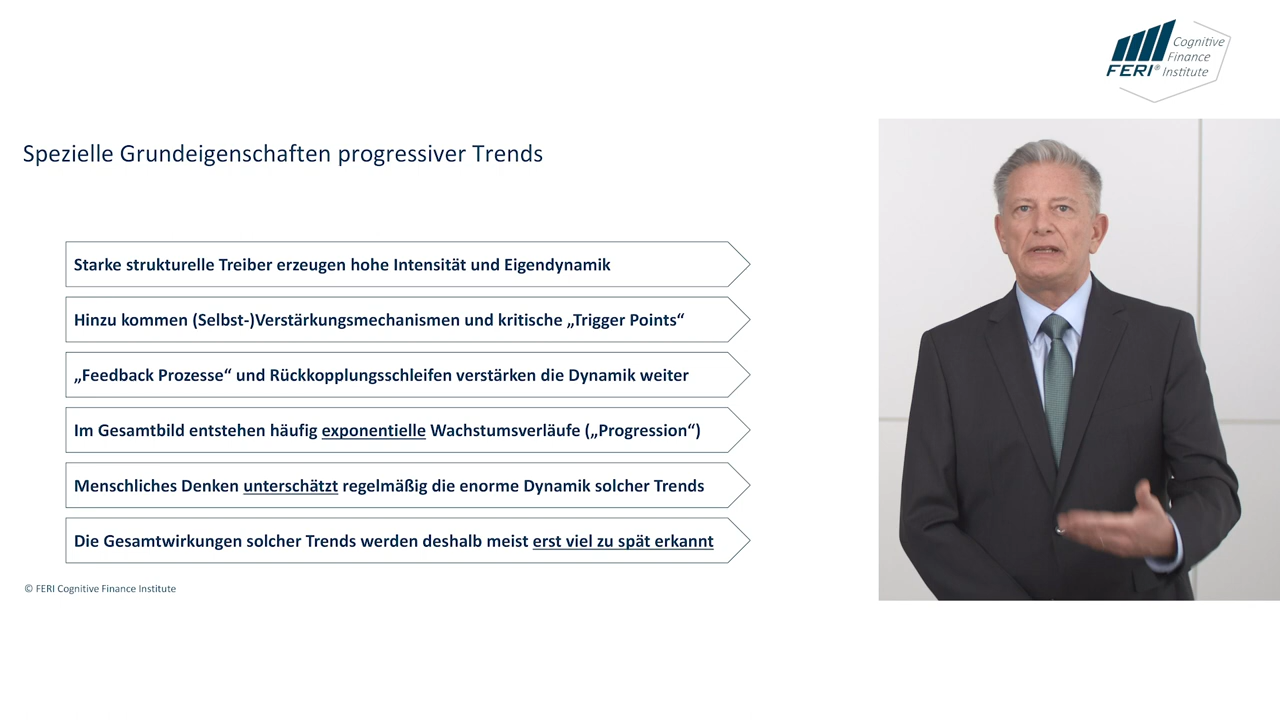 Cognitive
Finance
FERI® Institute
Spezielle Grundeigenschaften progressiver Trends
Starke strukturelle Treiber erzeugen hohe Intensität und Eigendynamik
Hinzu kommen (Selbst-)Verstärkungsmechanismen und kritische „Trigger Points“
„Feedback Prozesse“ und Rückkopplungsschleifen verstärken die Dynamik weiter
Im Gesamtbild entstehen häufig exponentielle Wachstumsverläufe („Progression“)
Menschliches Denken unterschätzt regelmäßig die enorme Dynamik solcher Trends
Die Gesamtwirkungen solcher Trends werden deshalb meist erst viel zu spät erkannt
© FERI Cognitive Finance Institute